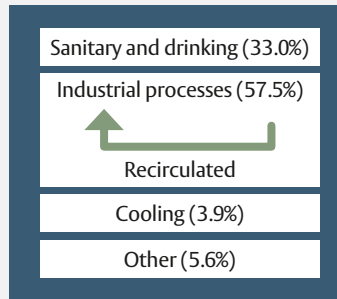 Sanitary and drinking (33.0%)
Industrial processes (57.5%)
Recirculated
Cooling (3.9%)
Other (5.6%)